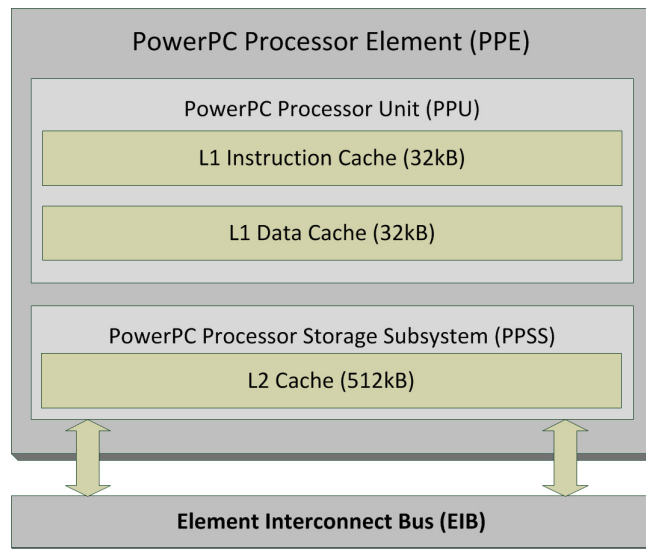 PowerPC Processor Element (PPE)
PowerPC Processor Unit (PPU)
L1 Instruction Cache (32kB)
L1 Data Cache (32kB)
PowerPC Processor Storage Subsystem (PPSS)
L2 Cache (512kB)
Element Interconnect Bus (EIB)